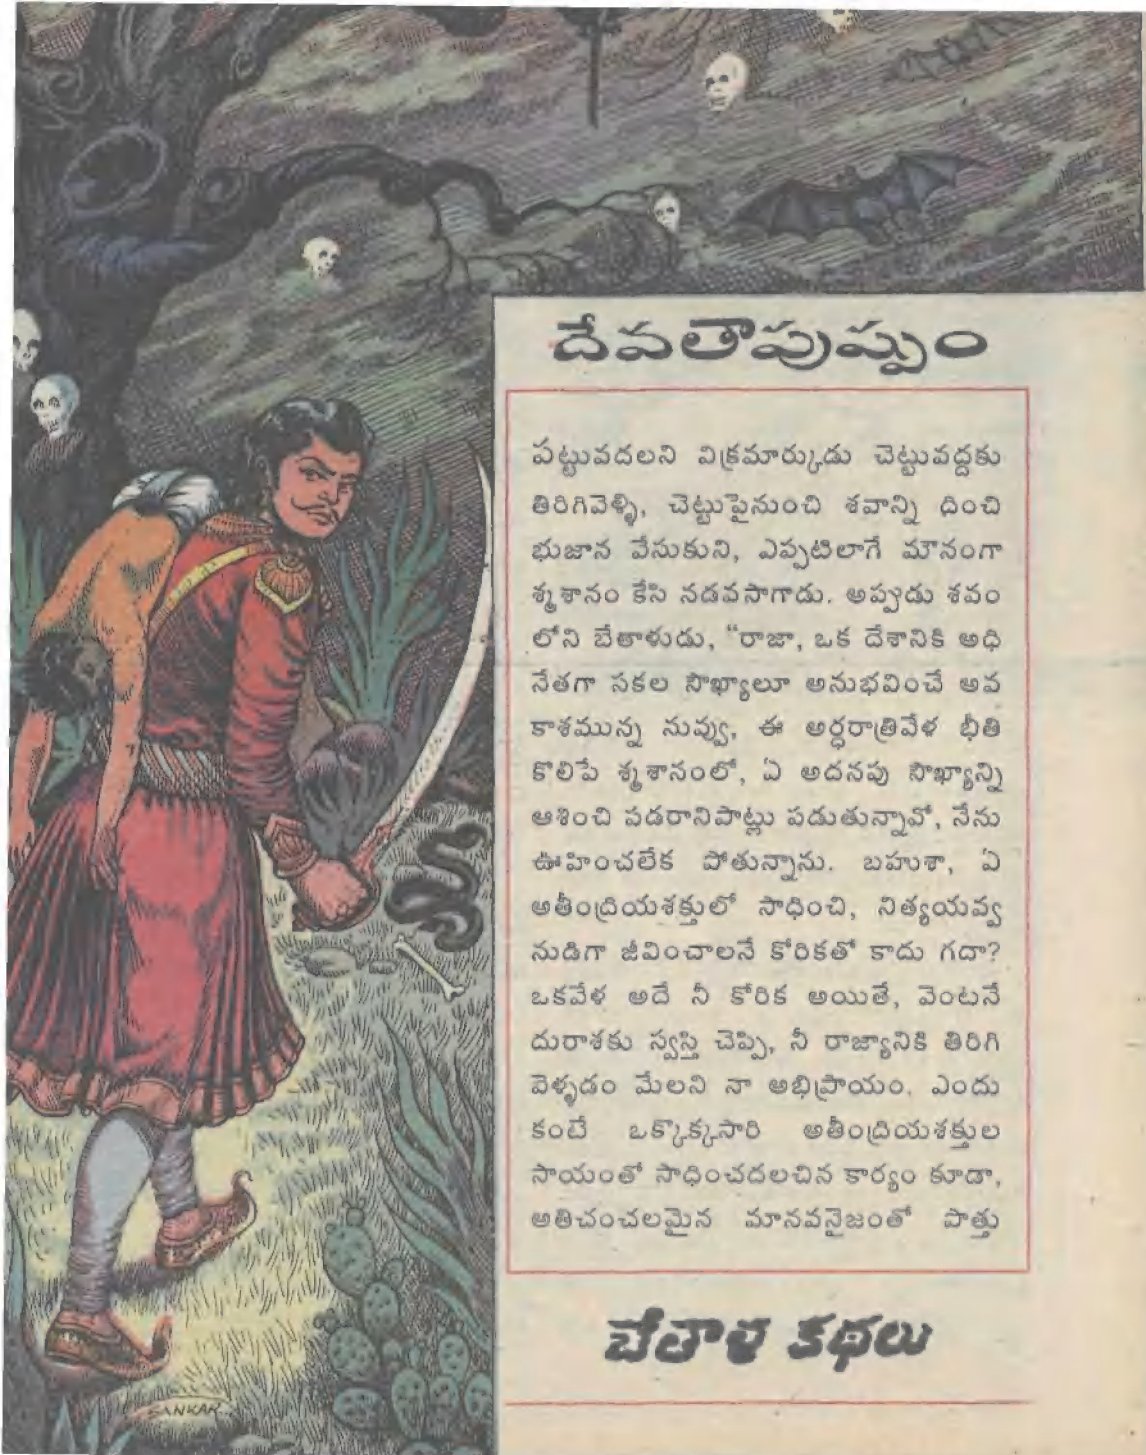 దేవతాపుష్పం
పట్టువదలని విక్రమార్కుడు చెట్టువద్దకు
తిరిగివెళ్ళి, చెట్టుపైనుంచి శవాన్ని దించి
భుజాన వేసుకుని, ఎప్పటిలాగే మౌనంగా
శ్మశానం కేసి నడవసాగాడు. అప్పుడు శవం
లోని బేతాళుడు, “రాజా, ఒక దేశానికి అధి
నేతగా సకల సౌఖ్యాలూ అనుభవించే అవ
కాశమున్న నువ్వు, ఈ అర్ధరాత్రివేళ భీతి
కొలిపే శ్మశానంలో, ఏ అదనపు సౌఖ్యాన్ని
ఆశించి పడరానిపాట్లు పడుతున్నావో, నేను
ఊహించలేక పోతున్నాను. బహుశా, ఏ
అతీంద్రియశక్తులో సాధించి, నిత్యయవ్వ
నుడిగా జీవించాలనే కోరికతో కాదు గదా?
ఒకవేళ అదే నీ కోరిక అయితే, వెంటనే
దురాశకు స్వస్తి చెప్పి, నీ రాజ్యానికి తిరిగి
వెళ్ళడం మేలని నా అభిప్రాయం. ఎందు
కంటే ఒక్కొక్కసారి అతీంద్రియశక్తుల
సాయంతో సాధించదలచిన కార్యం కూడా,
అతిచంచలమైన మానవనైజంతో పొత్తు
బేతాళ కథలు
SANKAR